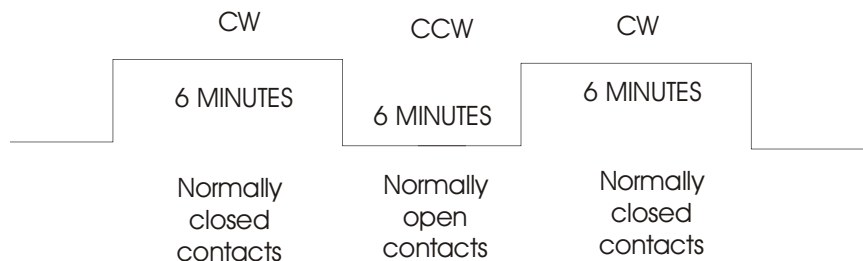 CW
CCW
CW
6 MINUTES
6 MINUTES
6 MINUTES
Normally
closed
contacts
Normally
open
contacts
Normally
closed
contacts